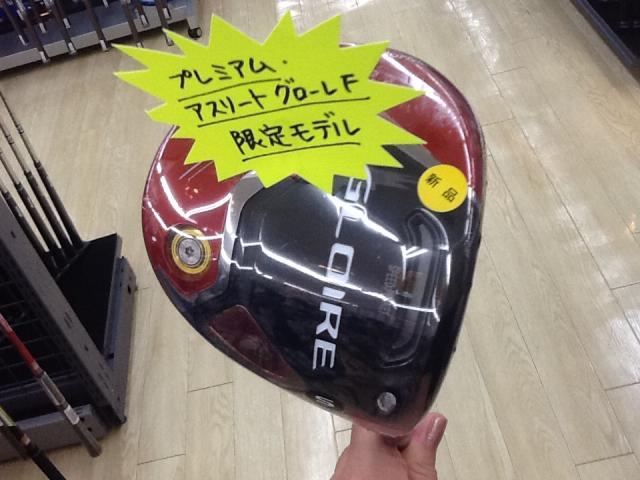 プレミアム・
アスリートグローレF
限定モデル
新品
GLOIRE